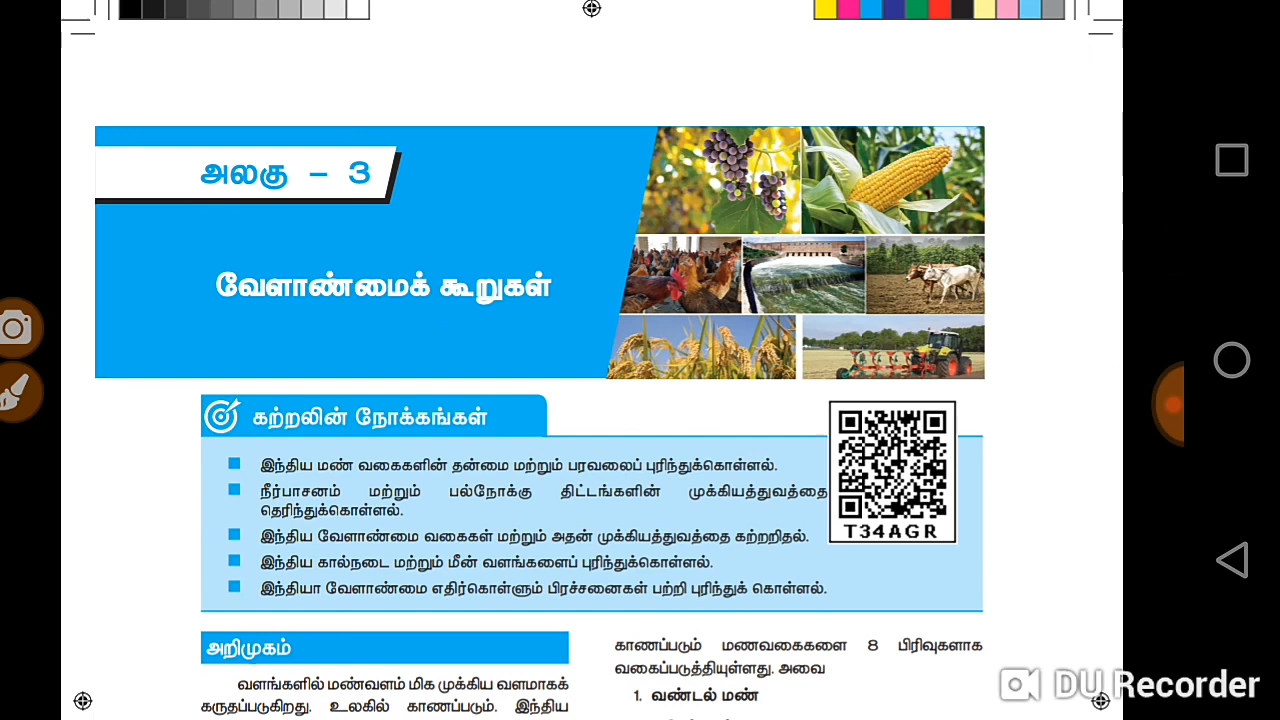 அலகு – 3
வேளாண்மைக் கூறுகள்
கற்றலின் நோக்கங்கள்
இந்திய மண் வகைகளின் தன்மை மற்றும் பரவலைப் புரிந்துக்கொள்ளல்.
நீர்பாசனம் மற்றும் பல்நோக்கு திட்டங்களின் முக்கியத்துவத்தை
தெரிந்துக்கொள்ளல்.
இந்திய வேளாண்மை வகைகள் மற்றும் அதன் முக்கியத்துவத்தை கற்றறிதல்.
இந்திய கால்நடை மற்றும் மீன் வளங்களைப் புரிந்துக்கொள்ளல்.
இந்தியா வேளாண்மை எதிர்கொள்ளும் பிரச்சனைகள் பற்றி புரிந்துக் கொள்ளல்.
T34AGR
அறிமுகம்
வளங்களில் மண்வளம் மிக முக்கிய வளமாகக்
கருதப்படுகிறது. உலகில் காணப்படும். இந்திய
காணப்படும் மணவகைகளை 8 பிரிவுகளாக
வகைப்படுத்தியுள்ளது. அவை
1. வண்டல் மண்
DU Recorder